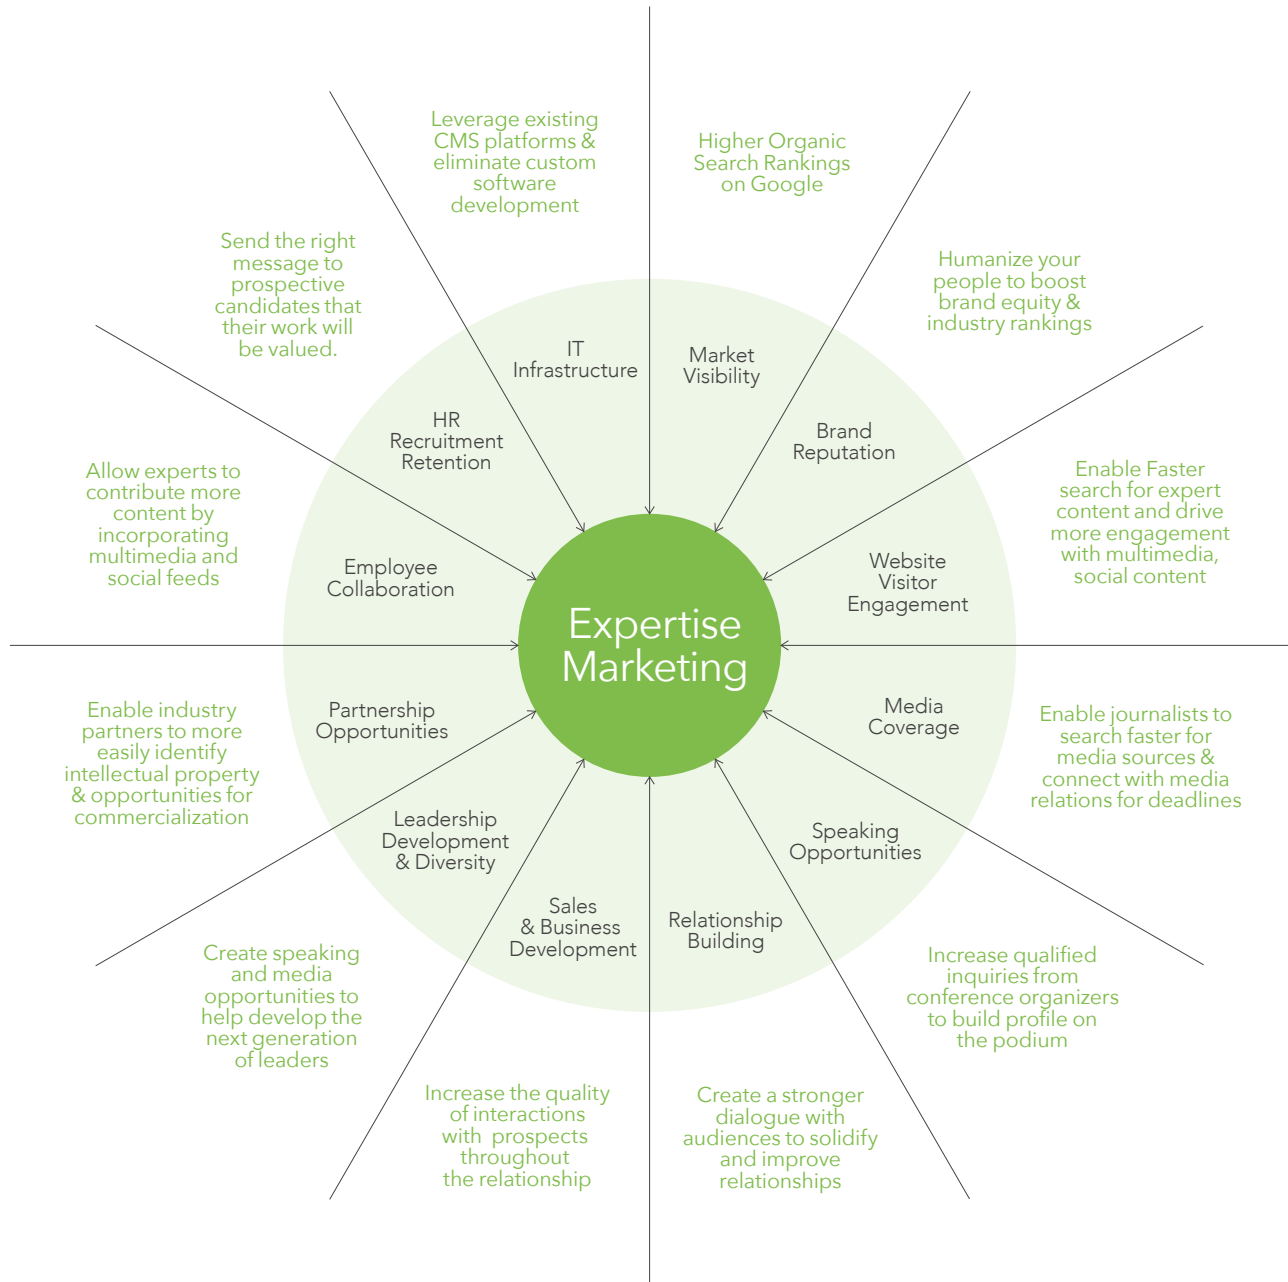 Leverage existing
CMS platforms &
eliminate custom
software
development
Higher Organic
Search Rankings
on Google
Send the right
message to
prospective
candidates that
their work will
be valued.
Humanize your
people to boost
brand equity &
industry rankings
IT
Infrastructure
Market
Visibility
HR
Recruitment
Retention
Brand
Reputation
Allow experts to
contribute more
content by
incorporating
multimedia and
social feeds
Enable Faster
search for expert
content and drive
more engagement
with multimedia,
social content
Employee
Collaboration
Website
Visitor
Engagement
Expertise
Marketing
Enable industry
partners to more
easily identify
intellectual property
& opportunities for
commercialization
Partnership
Opportunities
Media
Coverage
Enable journalists to
search faster for
media sources &
connect with media
relations for deadlines
Leadership
Development
& Diversity
Speaking
Opportunities
Sales
& Business
Development
Relationship
Building
Create speaking
and media
opportunities to
help develop the
next generation
of leaders
Increase qualified
inquiries from
conference organizers
to build profile on
the podium
Increase the quality
of interactions
with prospects
throughout
the relationship
Create a stronger
dialogue with
audiences to solidify
and improve
relationships